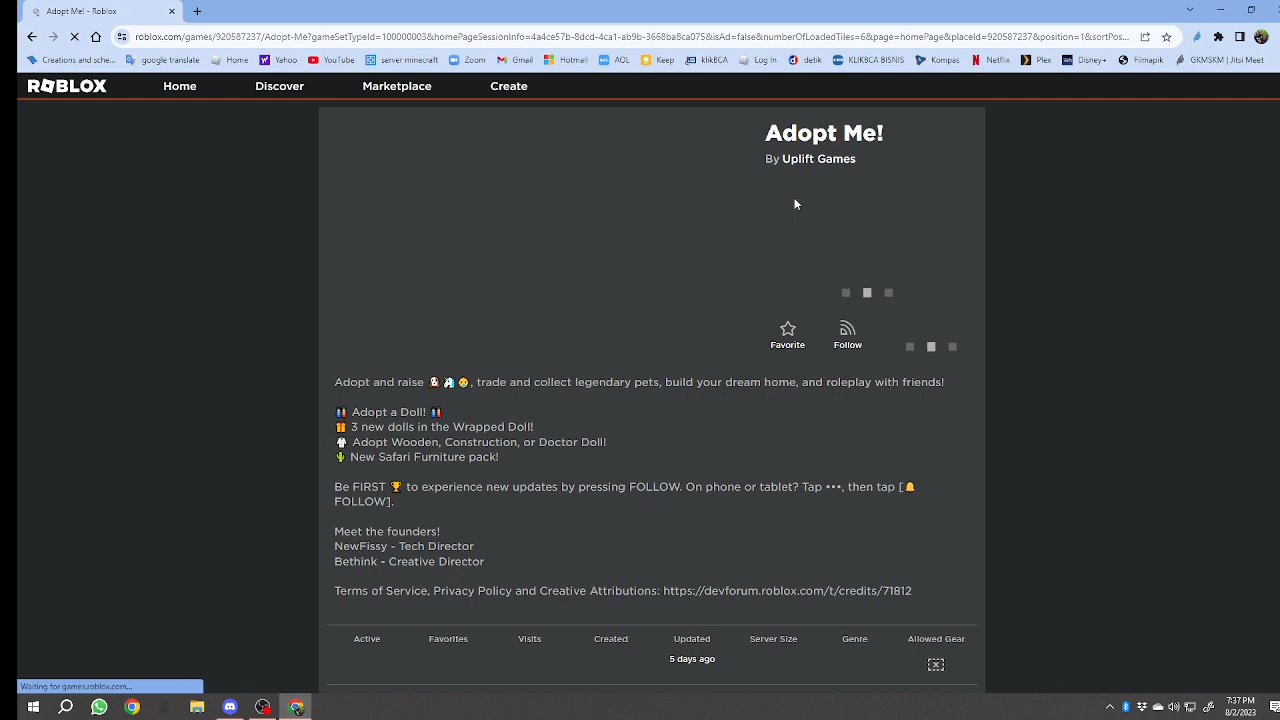 Adopt Me! - Roblox
roblox.com/games/920587237/Adopt-Me?gameSetTypeId=100000003&homePageSessionInfo=4a4ce57b-8dcd-4ca1-ab9b-3668ba8ca075&isAd=false&numberOfLoadedTiles=6&page=homePage&placeId=920587237&position=1&sortPos...
Creations and sche... google translate Home Yahoo YouTube server minecraft Zoom Gmail Hotmail AOL Keep klikBCA Log In detik KLIKBCA BISNIS Kompas Netflix Plex Disney+ Filmapik GKMSKM | Jitsi Meet
ROBLOX Home Discover Marketplace Create
Adopt Me!
By Uplift Games
Favorite Follow
Adopt and raise 🐶🦄👶, trade and collect legendary pets, build your dream home, and roleplay with friends!
👭 Adopt a Doll! 👭
🎁 3 new dolls in the Wrapped Doll!
🥼 Adopt Wooden, Construction, or Doctor Doll!
🌵 New Safari Furniture pack!
Be FIRST 🏆 to experience new updates by pressing FOLLOW. On phone or tablet? Tap •••, then tap [🔔
FOLLOW].
Meet the founders!
NewFissy - Tech Director
Bethink - Creative Director
Terms of Service, Privacy Policy and Creative Attributions: https://devforum.roblox.com/t/credits/71812
Active Favorites Visits Created Updated Server Size Genre Allowed Gear
5 days ago
Waiting for games.roblox.com...
7:37 PM
8/2/2023